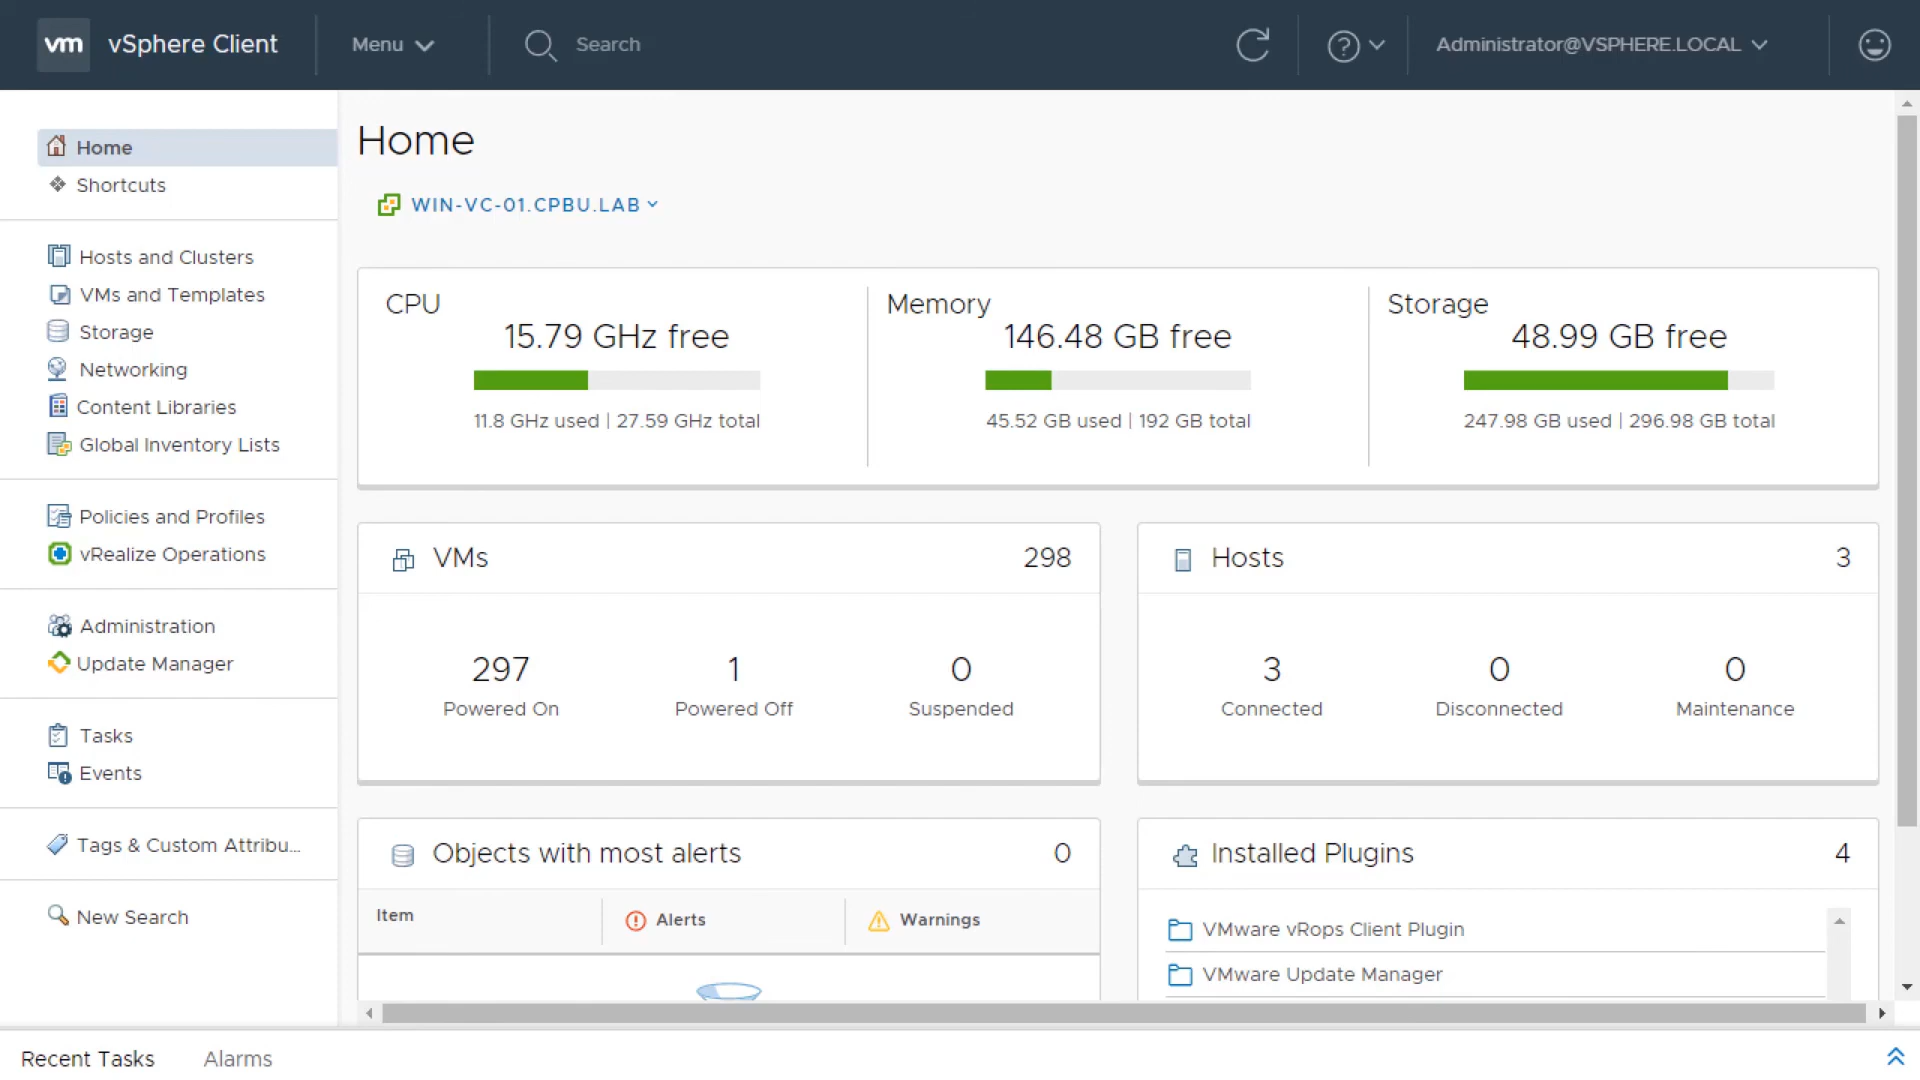 vm vSphere Client Menu Search ? Administrator@VSPHERE.LOCAL
Home
Shortcuts
Hosts and Clusters
VMs and Templates
Storage
Networking
Content Libraries
Global Inventory Lists
Policies and Profiles
vRealize Operations
Administration
Update Manager
Tasks
Events
Tags & Custom Attribu...
New Search
Home
WIN-VC-01.CPBU.LAB
CPU
15.79 GHz free
11.8 GHz used | 27.59 GHz total
Memory
146.48 GB free
45.52 GB used | 192 GB total
Storage
48.99 GB free
247.98 GB used | 296.98 GB total
VMs 298
297 1 0
Powered On Powered Off Suspended
Hosts 3
3 0 0
Connected Disconnected Maintenance
Objects with most alerts 0
Item Alerts Warnings
Installed Plugins 4
VMware vRops Client Plugin
VMware Update Manager
Recent Tasks Alarms